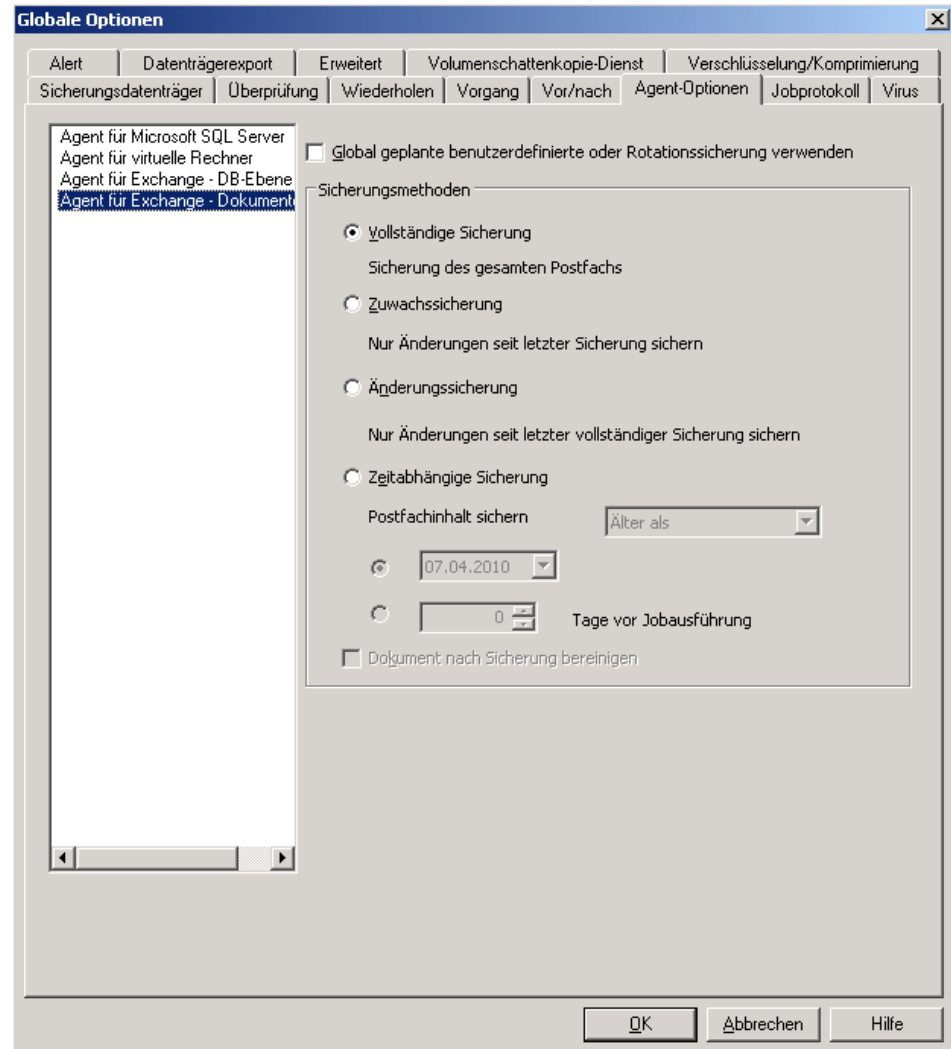 Globale Optionen
Alert
Datenträgerexport
Erweitert
Volumenschattenkopie-Dienst
Verschlüsselung/Komprimierung
Sicherungsdatenträger
Überprüfung
Wiederholen
Vorgang
Vor/nach
Agent-Optionen
Jobprotokoll
Virus
Agent für Microsoft SQL Server
Agent für virtuelle Rechner
Agent für Exchange - DB-Ebene
Agent für Exchange - Dokumente
Global geplante benutzerdefinierte oder Rotationssicherung verwenden
Sicherungsmethoden
Vollständige Sicherung
Sicherung des gesamten Postfachs
Zuwachssicherung
Nur Änderungen seit letzter Sicherung sichern
Änderungssicherung
Nur Änderungen seit letzter vollständiger Sicherung sichern
Zeitabhängige Sicherung
Postfachinhalt sichern
Älter als
07.04.2010
0
Tage vor Jobausführung
Dokument nach Sicherung bereinigen
OK
Abbrechen
Hilfe